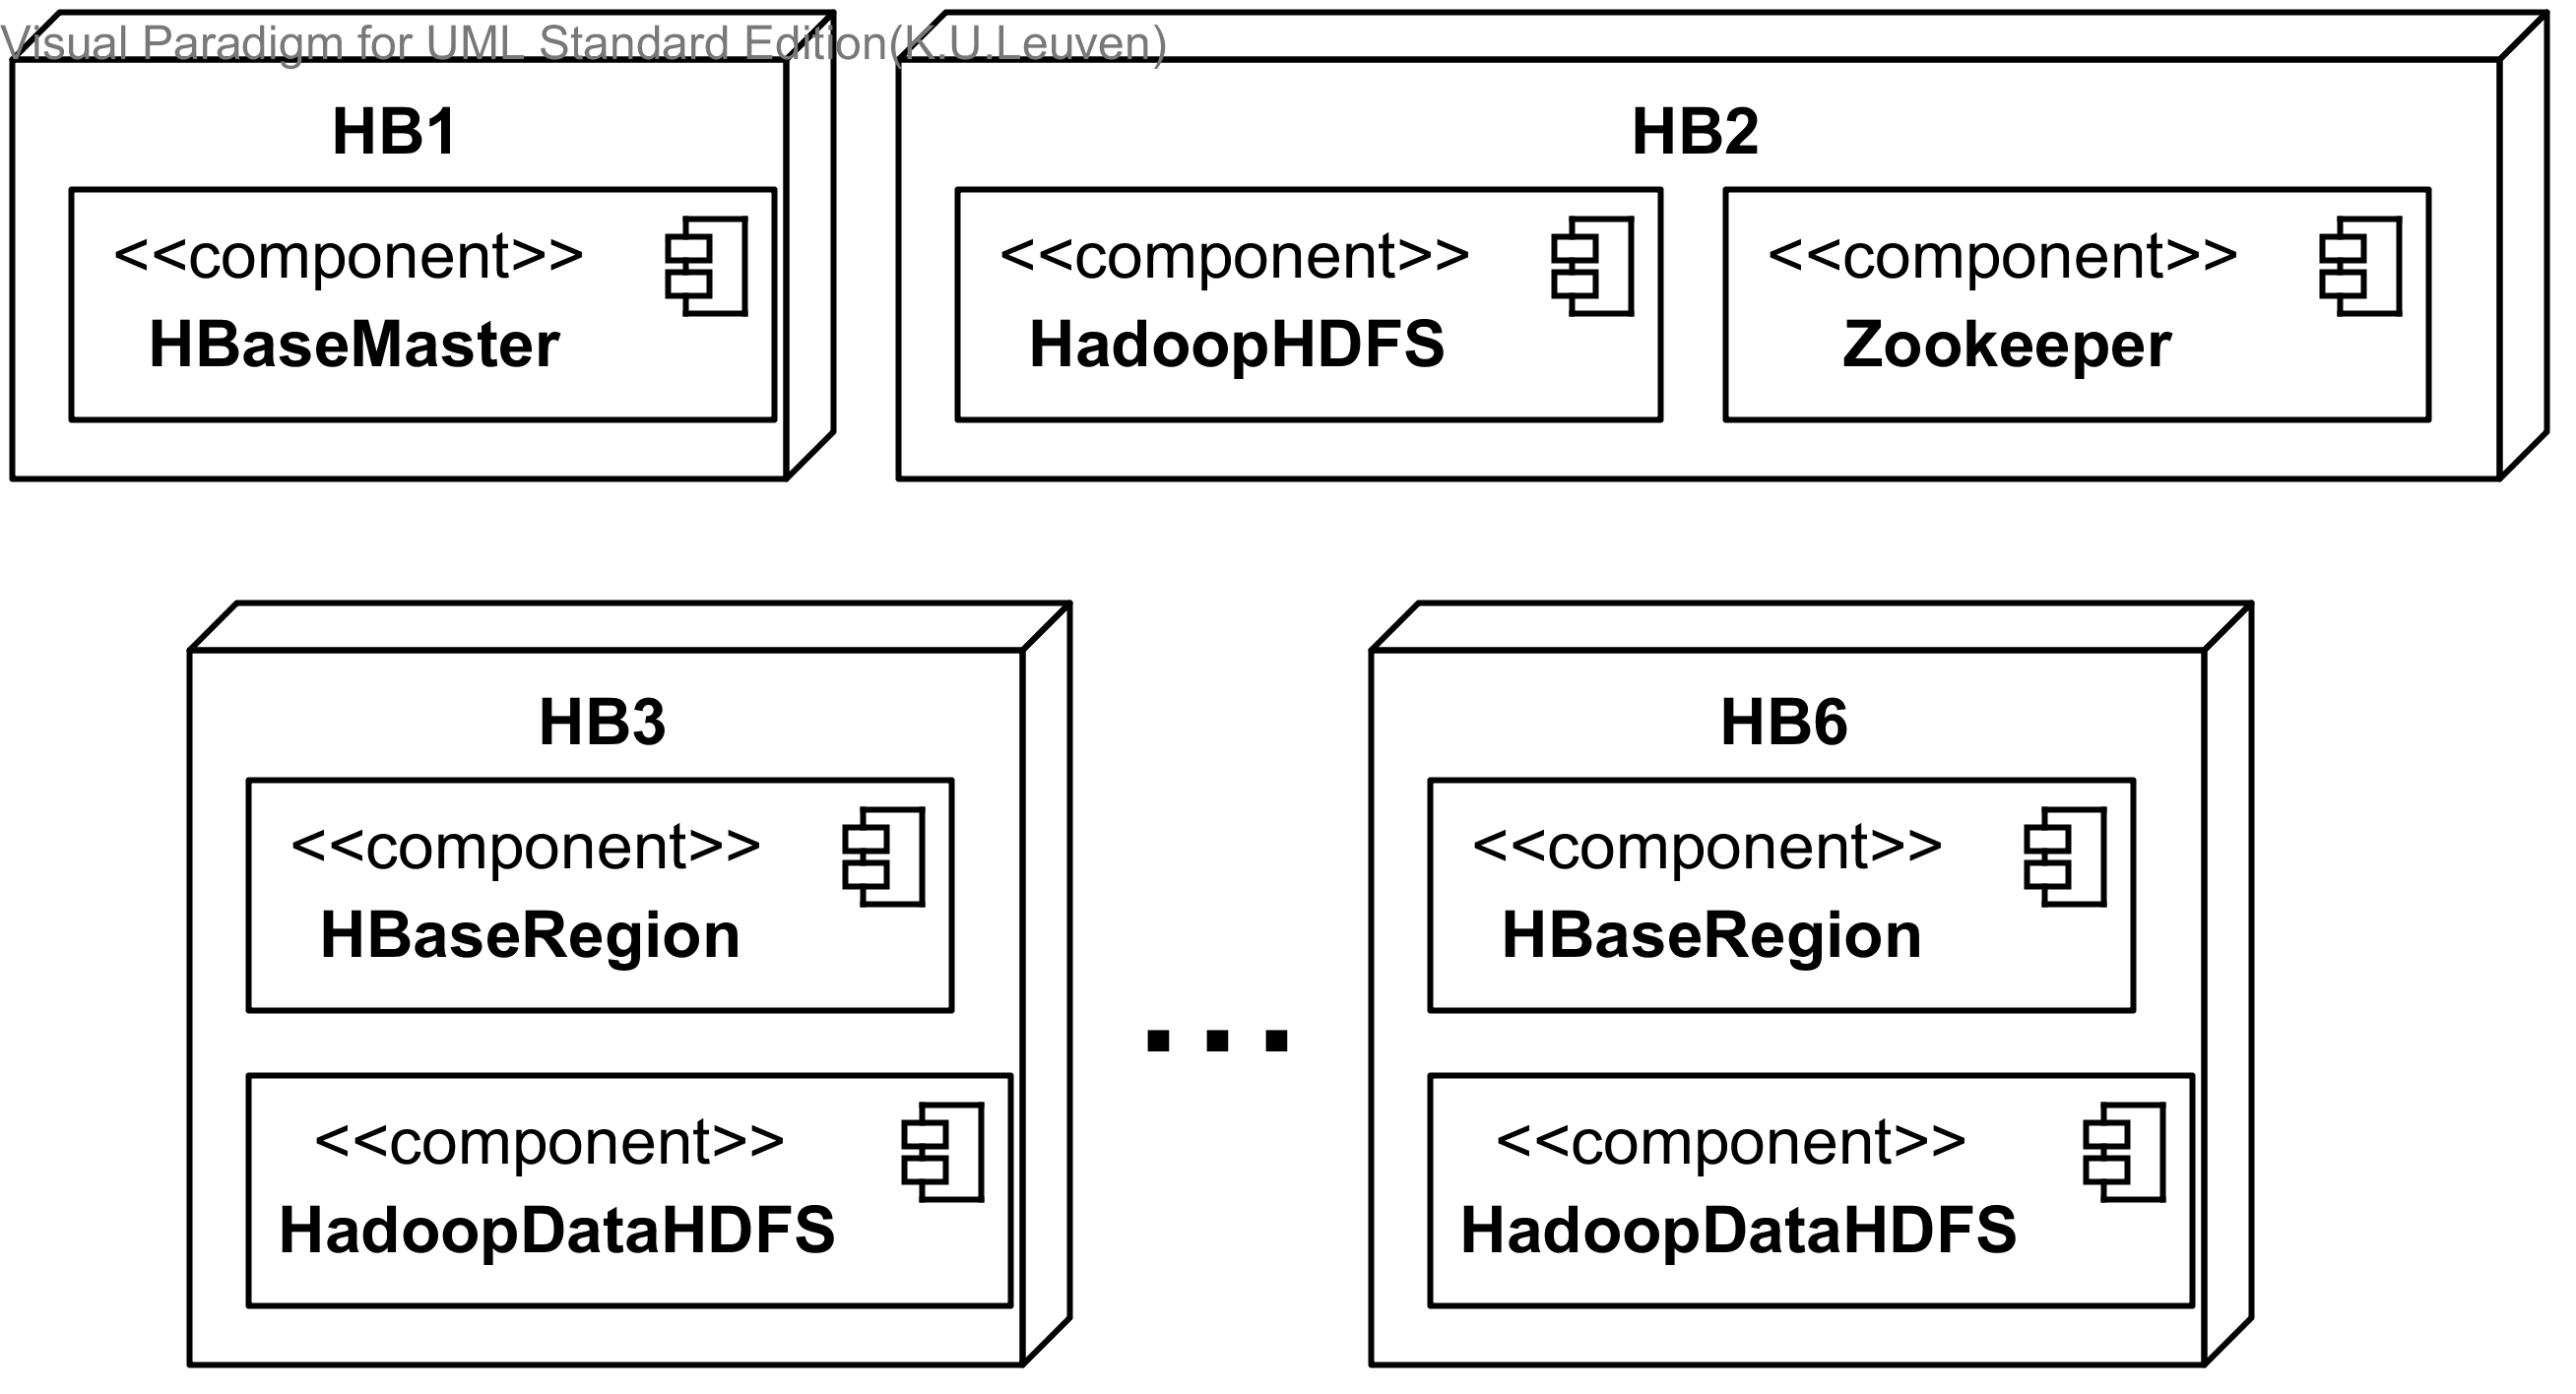 Visual Paradigm for UML Standard Edition(K.U.Leuven)
HB1
<<component>>
HBaseMaster
HB2
<<component>>
HadoopHDFS
<<component>>
Zookeeper
HB3
<<component>>
HBaseRegion
<<component>>
HadoopDataHDFS
...
HB6
<<component>>
HBaseRegion
<<component>>
HadoopDataHDFS